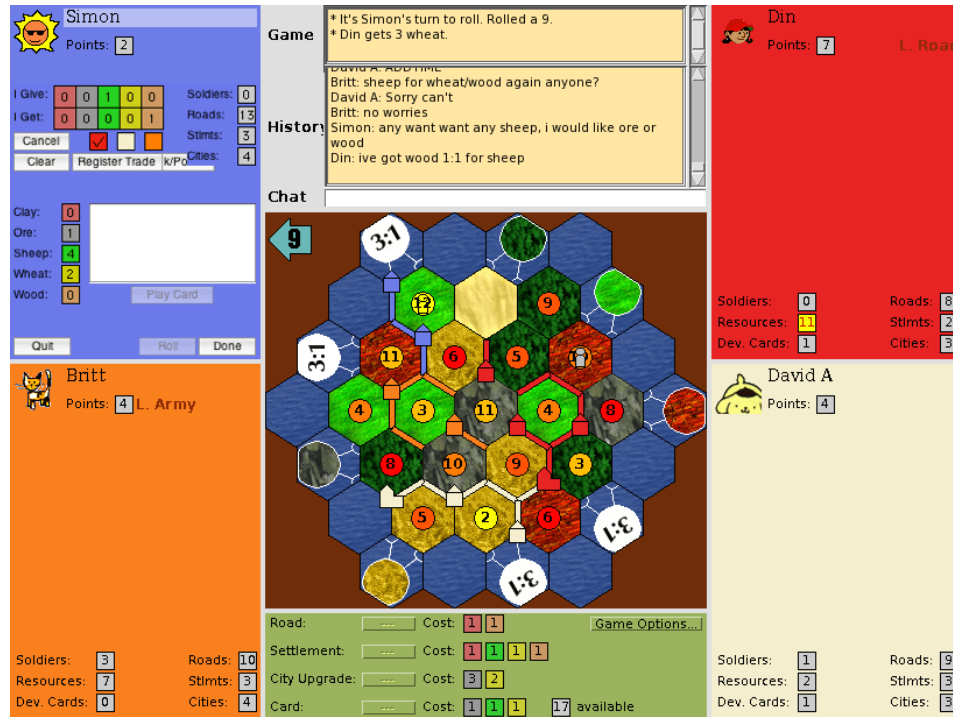 Simon
Points: 2
I Give: 0 0 1 0 0
I Get: 0 0 0 0 1
Soldiers: 0
Roads: 13
Stlmts: 3
Cities: 4
Cancel
Clear
Register Trade
k/Po
Clay: 0
Ore: 1
Sheep: 4
Wheat: 2
Wood: 0
Play Card
Quit
Roll
Done
Game
* It's Simon's turn to roll. Rolled a 9.
* Din gets 3 wheat.
History
David A: ADDTIME
Britt: sheep for wheat/wood again anyone?
David A: Sorry can't
Britt: no worries
Simon: any want want any sheep, i would like ore or
wood
Din: ive got wood 1:1 for sheep
Chat
Din
Points: 7
L. Roa
Soldiers: 0
Resources: 11
Dev. Cards: 1
Roads: 8
Stlmts: 2
Cities: 3
9
3:1
12
9
3:1
11
6
5
4
3
11
4
8
8
10
9
3
5
2
6
3:1
3:1
Britt
Points: 4 L. Army
Soldiers: 3
Resources: 7
Dev. Cards: 0
Roads: 10
Stlmts: 3
Cities: 4
David A
Points: 4
Soldiers: 1
Resources: 2
Dev. Cards: 1
Roads: 9
Stlmts: 3
Cities: 3
Road: --- Cost: 1 1
Game Options...
Settlement: --- Cost: 1 1 1 1
City Upgrade: --- Cost: 3 2
Card: --- Cost: 1 1 1 17 available